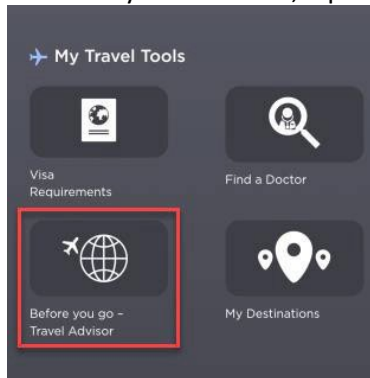 My Travel Tools
Visa
Requirements
Find a Doctor
Before you go –
Travel Advisor
My Destinations